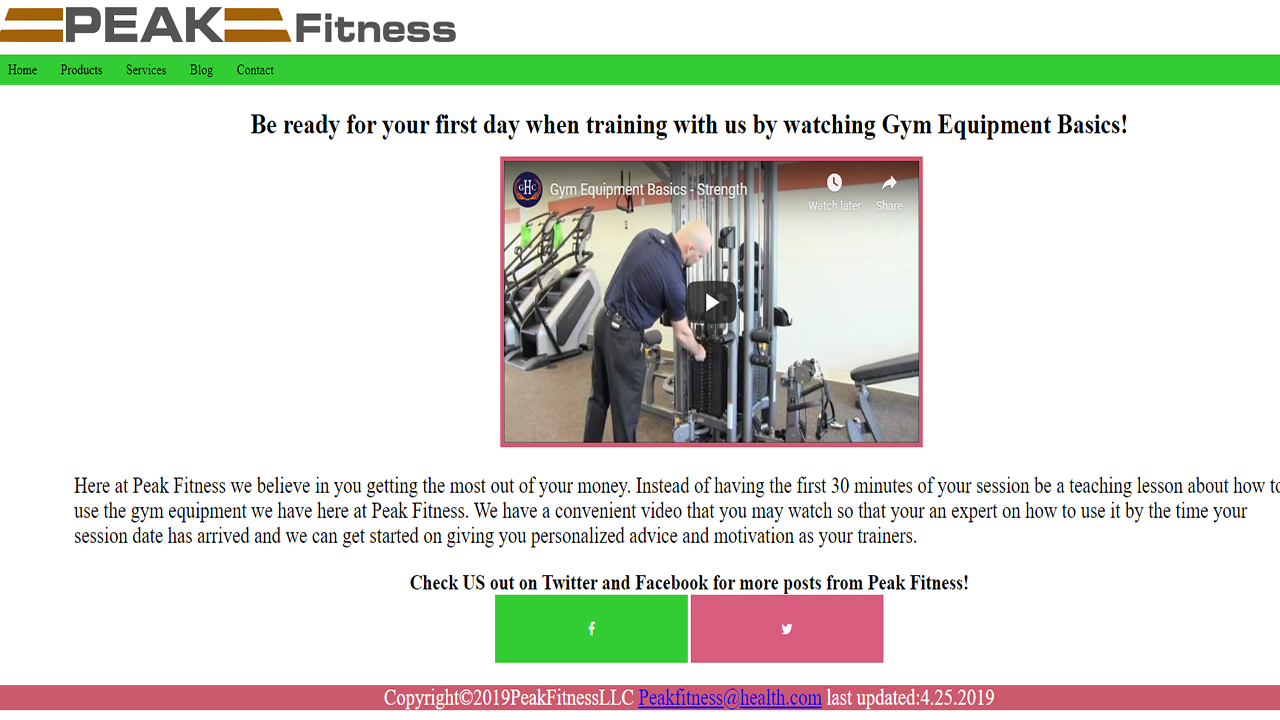 PEAK Fitness
Home Products Services Blog Contact
Be ready for your first day when training with us by watching Gym Equipment Basics!
GHC Gym Equipment Basics - Strength
Watch later Share
Here at Peak Fitness we believe in you getting the most out of your money. Instead of having the first 30 minutes of your session be a teaching lesson about how to
use the gym equipment we have here at Peak Fitness. We have a convenient video that you may watch so that your an expert on how to use it by the time your
session date has arrived and we can get started on giving you personalized advice and motivation as your trainers.
Check US out on Twitter and Facebook for more posts from Peak Fitness!
Copyright©2019PeakFitnessLLC Peakfitness@health.com last updated:4.25.2019